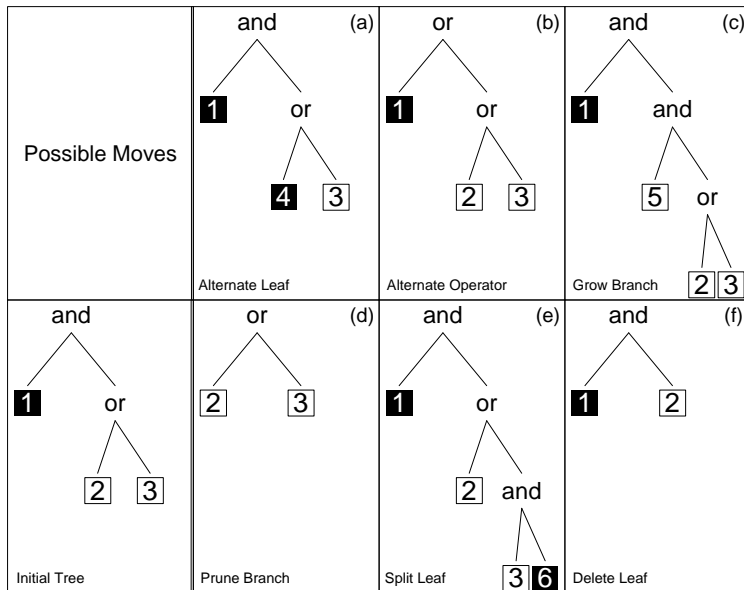 Possible Moves
and (a)
1 or
4 3
Alternate Leaf
or (b)
1 or
2 3
Alternate Operator
and (c)
1 and
5 or
2 3
Grow Branch
and
1 or
2 3
Initial Tree
or (d)
2 3
Prune Branch
and (e)
1 or
2 and
3 6
Split Leaf
and (f)
1 2
Delete Leaf